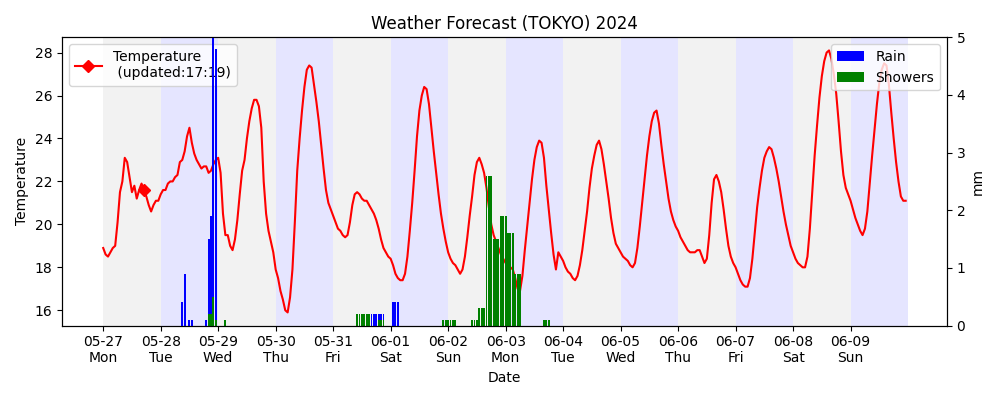 Weather Forecast (TOKYO) 2024
Temperature
(updated:17:19)
Rain
Showers
28
26
24
22
20
18
16
Temperature
5
4
3
2
1
0
mm
05-27 05-28 05-29 05-30 05-31 06-01 06-02 06-03 06-04 06-05 06-06 06-07 06-08 06-09
Mon Tue Wed Thu Fri Sat Sun Mon Tue Wed Thu Fri Sat Sun
Date